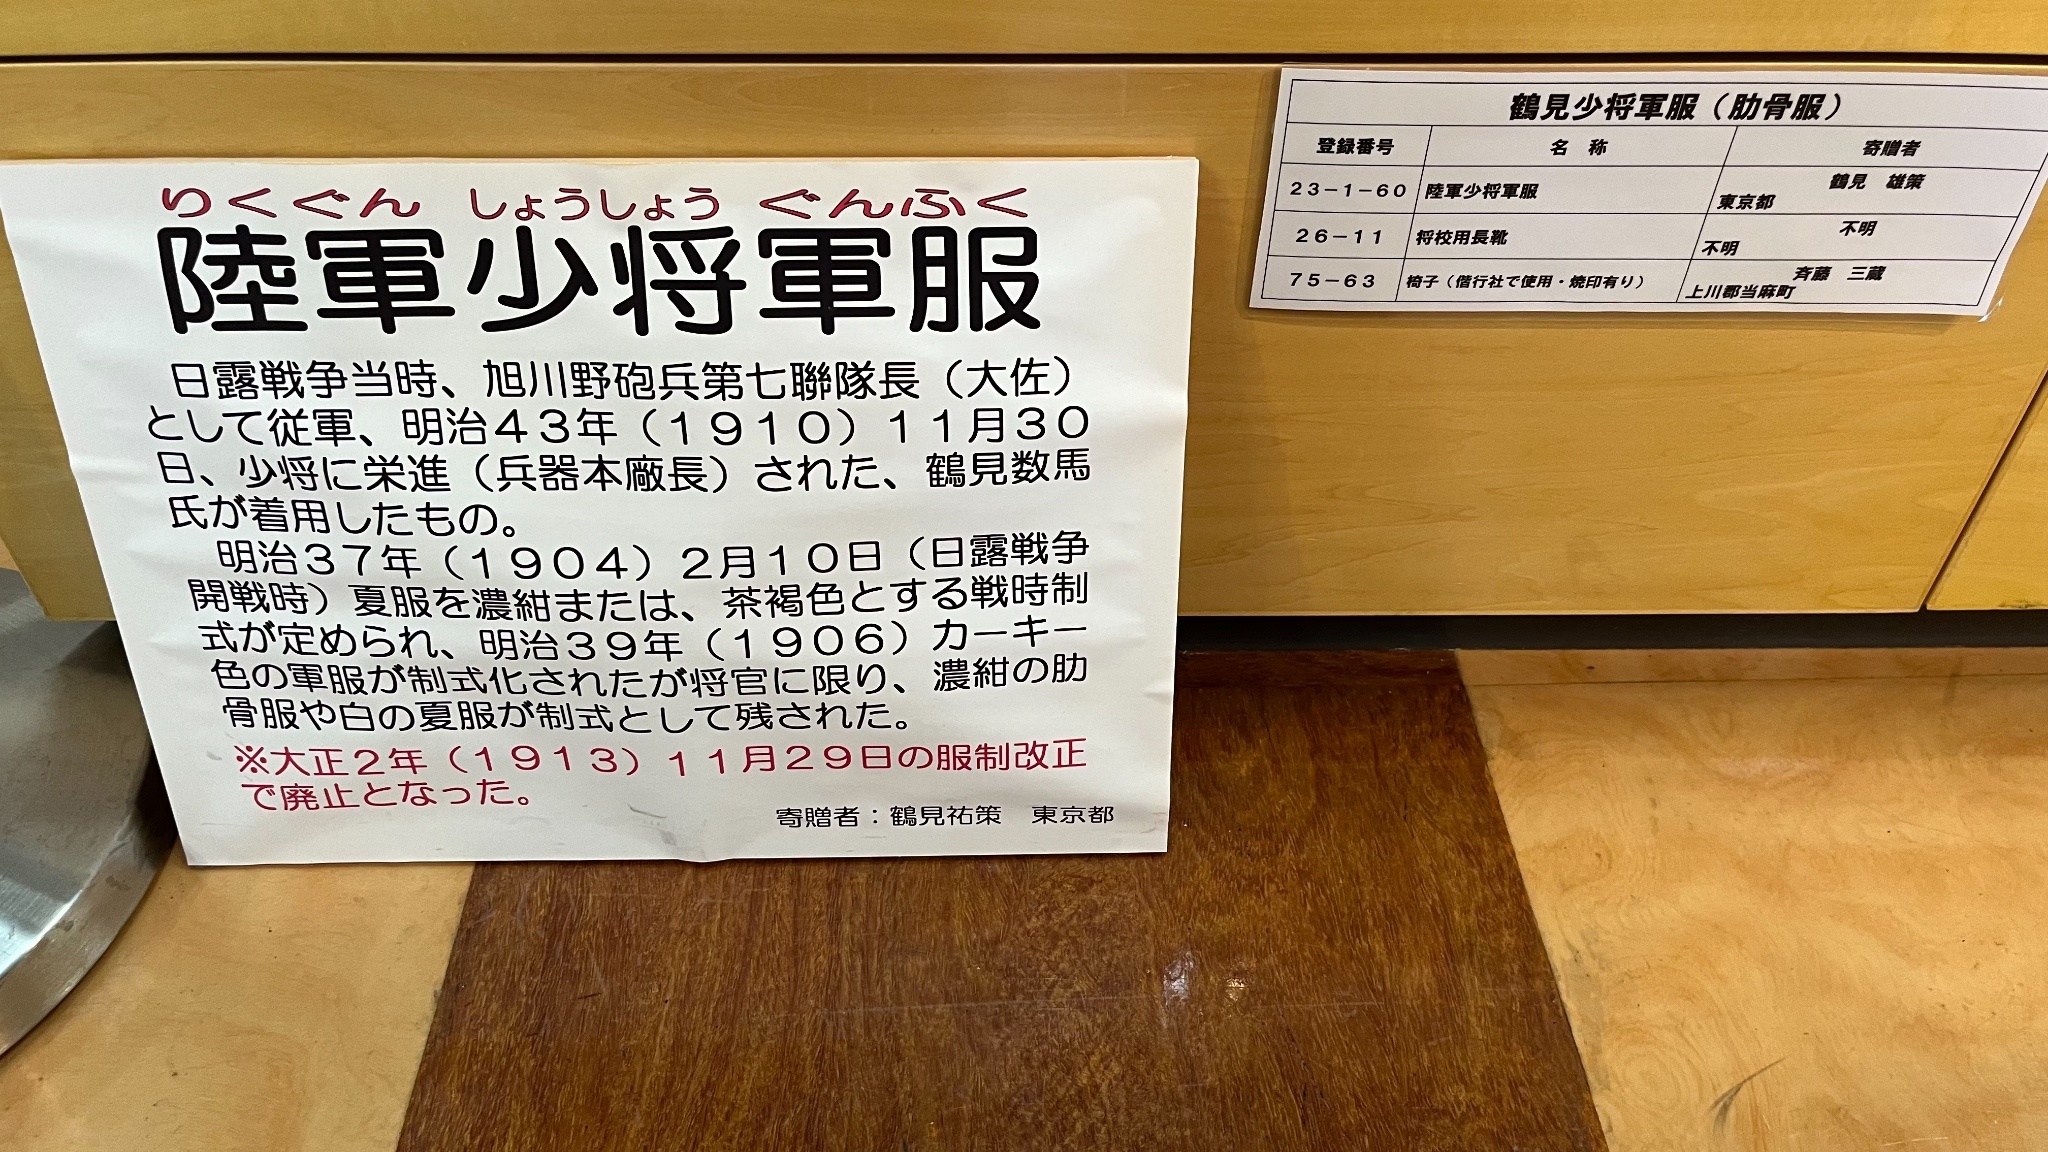 りくぐん しょうしょう ぐんふく
陸軍少将軍服
日露戦争当時、旭川野砲兵第七聯隊長（大佐）
として従軍、明治４３年（１９１０）１１月３０
日、少将に栄進（兵器本廠長）された、鶴見数馬
氏が着用したもの。
明治３７年（１９０４）２月１０日（日露戦争
開戦時）夏服を濃紺または、茶褐色とする戦時制
式が定められ、明治３９年（１９０６）カーキー
色の軍服が制式化されたが将官に限り、濃紺の肋
骨服や白の夏服が制式として残された。
※大正２年（１９１３）１１月２９日の服制改正
で廃止となった。
寄贈者：鶴見祐策　東京都
鶴見少将軍服（肋骨服）
登録番号 名　称 寄贈者
２３－１－６０ 陸軍少将軍服 鶴見　雄策 東京都
２６－１１ 将校用長靴 不明 不明
７５－６３ 椅子（偕行社で使用・焼印有り） 斉藤　三蔵 上川郡当麻町